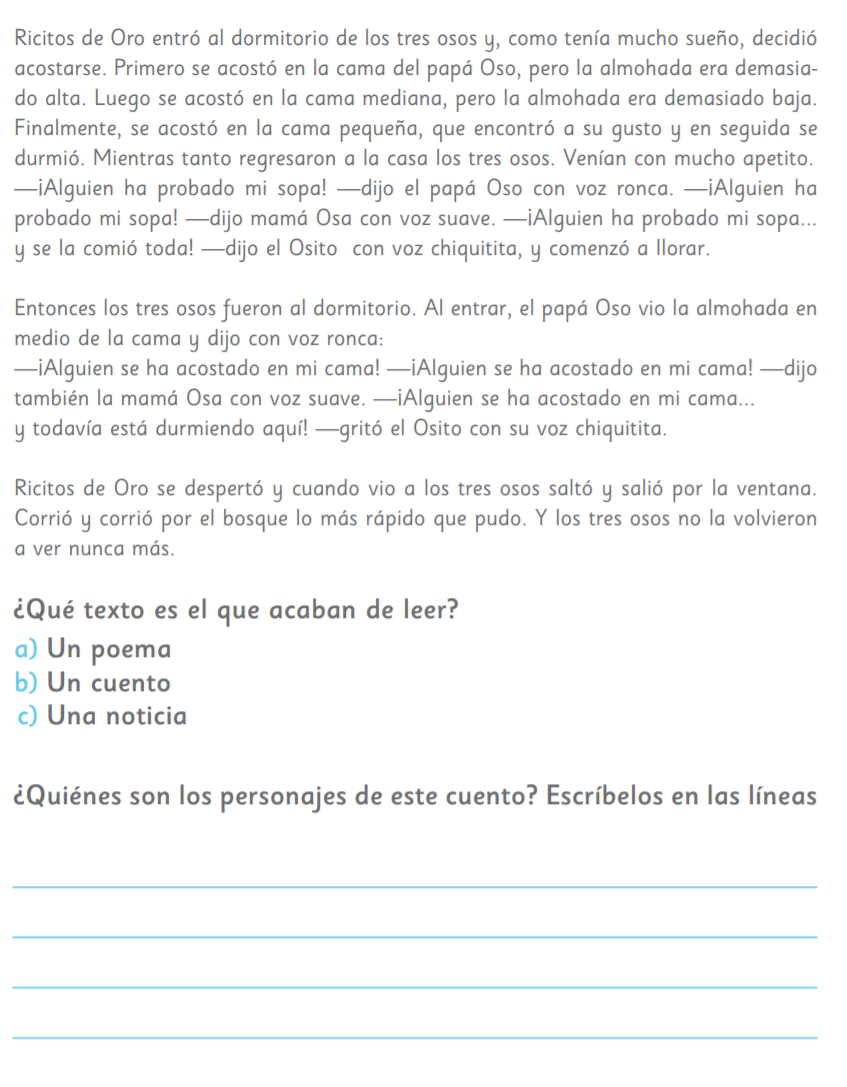 Ricitos de Oro entró al dormitorio de los tres osos y, como tenía mucho sueño, decidió
acostarse. Primero se acostó en la cama del papá Oso, pero la almohada era demasia-
do alta. Luego se acostó en la cama mediana, pero la almohada era demasiado baja.
Finalmente, se acostó en la cama pequeña, que encontró a su gusto y en seguida se
durmió. Mientras tanto regresaron a la casa los tres osos. Venían con mucho apetito.
—¡Alguien ha probado mi sopa! —dijo el papá Oso con voz ronca. —¡Alguien ha
probado mi sopa! —dijo mamá Osa con voz suave. —¡Alguien ha probado mi sopa...
y se la comió toda! —dijo el Osito con voz chiquitita, y comenzó a llorar.
Entonces los tres osos fueron al dormitorio. Al entrar, el papá Oso vio la almohada en
medio de la cama y dijo con voz ronca:
—¡Alguien se ha acostado en mi cama! —¡Alguien se ha acostado en mi cama! —dijo
también la mamá Osa con voz suave. —¡Alguien se ha acostado en mi cama...
y todavía está durmiendo aquí! —gritó el Osito con su voz chiquitita.
Ricitos de Oro se despertó y cuando vio a los tres osos saltó y salió por la ventana.
Corrió y corrió por el bosque lo más rápido que pudo. Y los tres osos no la volvieron
a ver nunca más.
¿Qué texto es el que acaban de leer?
a) Un poema
b) Un cuento
c) Una noticia
¿Quiénes son los personajes de este cuento? Escríbelos en las líneas